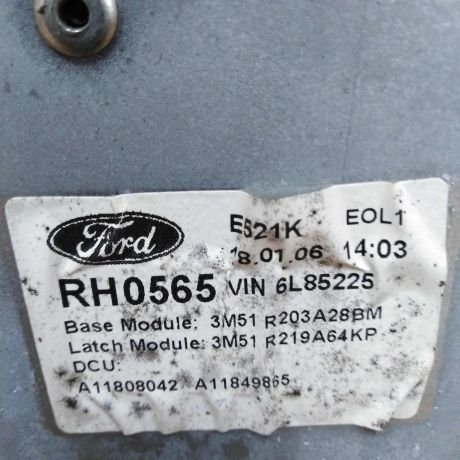 Ford E521K EOL1
18.01.06 14:03
RH0565 VIN 6L85225
Base Module: 3M51 R203A28BM
Latch Module: 3M51 R219A64KP
DCU:
A11808042 A11849865